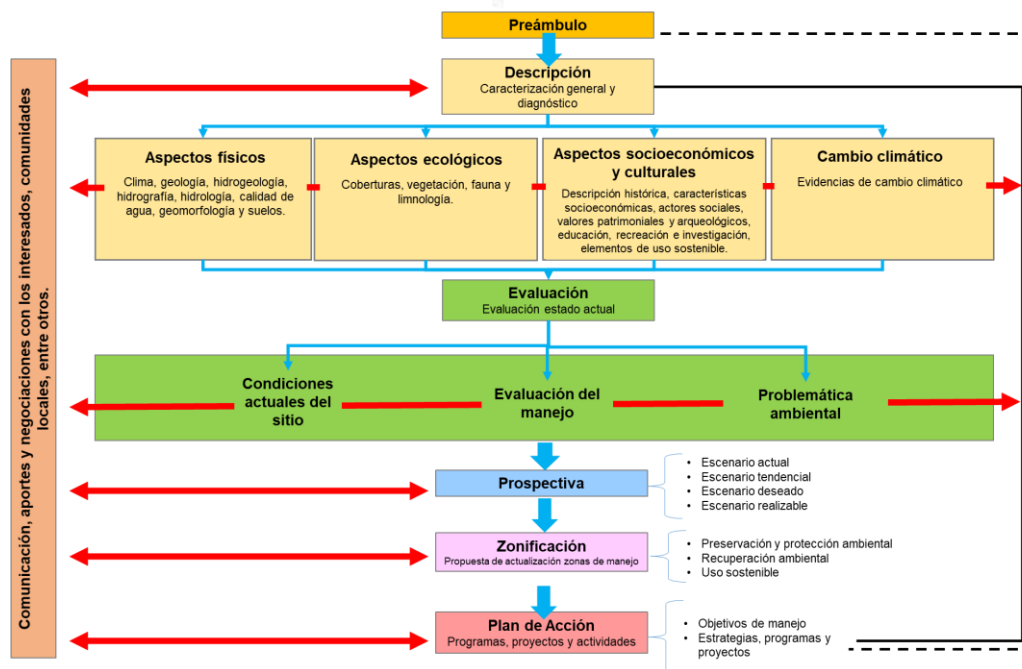 Preámbulo
Descripción
Caracterización general y
diagnóstico
Aspectos físicos
Clima, geología, hidrogeología,
hidrografía, hidrología, calidad de
agua, geomorfología y suelos.
Aspectos ecológicos
Coberturas, vegetación, fauna y
limnología.
Aspectos socioeconómicos
y culturales
Descripción histórica, características
socioeconómicas, actores sociales,
valores patrimoniales y arqueológicos,
educación, recreación e investigación,
elementos de uso sostenible.
Cambio climático
Evidencias de cambio climático
Evaluación
Evaluación estado actual
Condiciones
actuales del
sitio
Evaluación del
manejo
Problemática
ambiental
Prospectiva
• Escenario actual
• Escenario tendencial
• Escenario deseado
• Escenario realizable
Zonificación
Propuesta de actualización zonas de manejo
• Preservación y protección ambiental
• Recuperación ambiental
• Uso sostenible
Plan de Acción
Programas, proyectos y actividades
• Objetivos de manejo
• Estrategias, programas y
proyectos
Comunicación, aportes y negociaciones con los interesados, comunidades
locales, entre otros.